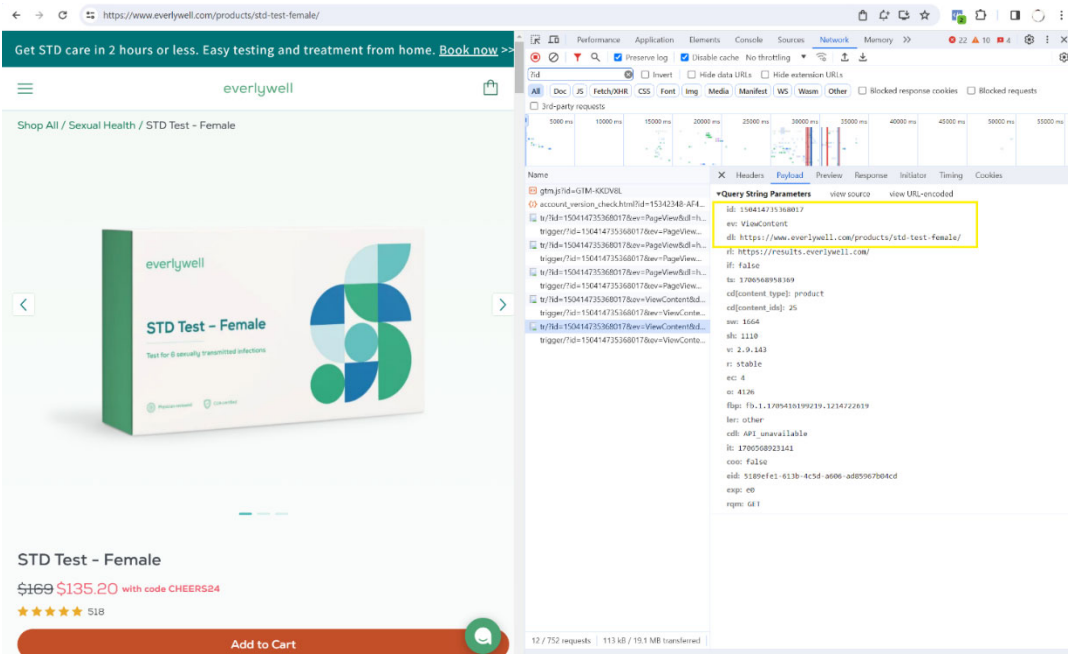 https://www.everlywell.com/products/std-test-female/
Get STD care in 2 hours or less. Easy testing and treatment from home. Book now >>
everlywell
Shop All / Sexual Health / STD Test - Female
everlywell
STD Test – Female
Test for 8 sexually transmitted infections
STD Test - Female
$169 $135.20 with code CHEERS24
518
Add to Cart
Performance Application Elements Console Sources Network Memory >> 22 10 4
Preserve log Disable cache No throttling
?id Invert Hide data URLs Hide extension URLs
All Doc JS Fetch/XHR CSS Font Img Media Manifest WS Wasm Other Blocked response cookies Blocked requests
3rd-party requests
5000 ms 10000 ms 15000 ms 20000 ms 25000 ms 30000 ms 35000 ms 40000 ms 45000 ms 50000 ms 55000 ms
Name
gtm.js?id=GTM-KKDV8L
account_version_check.html?id=15342348-AF4...
tr/?id=150414735368017&ev=PageView&dl=h...
trigger/?id=150414735368017&ev=PageView...
tr/?id=150414735368017&ev=PageView&dl=h...
trigger/?id=150414735368017&ev=PageView...
tr/?id=150414735368017&ev=PageView&dl=h...
trigger/?id=150414735368017&ev=PageView...
tr/?id=150414735368017&ev=ViewContent&d...
trigger/?id=150414735368017&ev=ViewConte...
tr/?id=150414735368017&ev=ViewContent&d...
trigger/?id=150414735368017&ev=ViewConte...
12 / 752 requests 113 kB / 19.1 MB transferred
Headers Payload Preview Response Initiator Timing Cookies
Query String Parameters view source view URL-encoded
id: 150414735368017
ev: ViewContent
dl: https://www.everlywell.com/products/std-test-female/
rl: https://results.everlywell.com/
if: false
ts: 1706568958369
cd[content_type]: product
cd[content_ids]: 25
sw: 1664
sh: 1110
v: 2.9.143
r: stable
ec: 4
o: 4126
fbp: fb.1.1705416199219.1214722619
ler: other
cdl: API_unavailable
it: 1706568923141
coo: false
eid: 5189efe1-613b-4c5d-a606-ad85967b04cd
exp: e0
rqm: GET